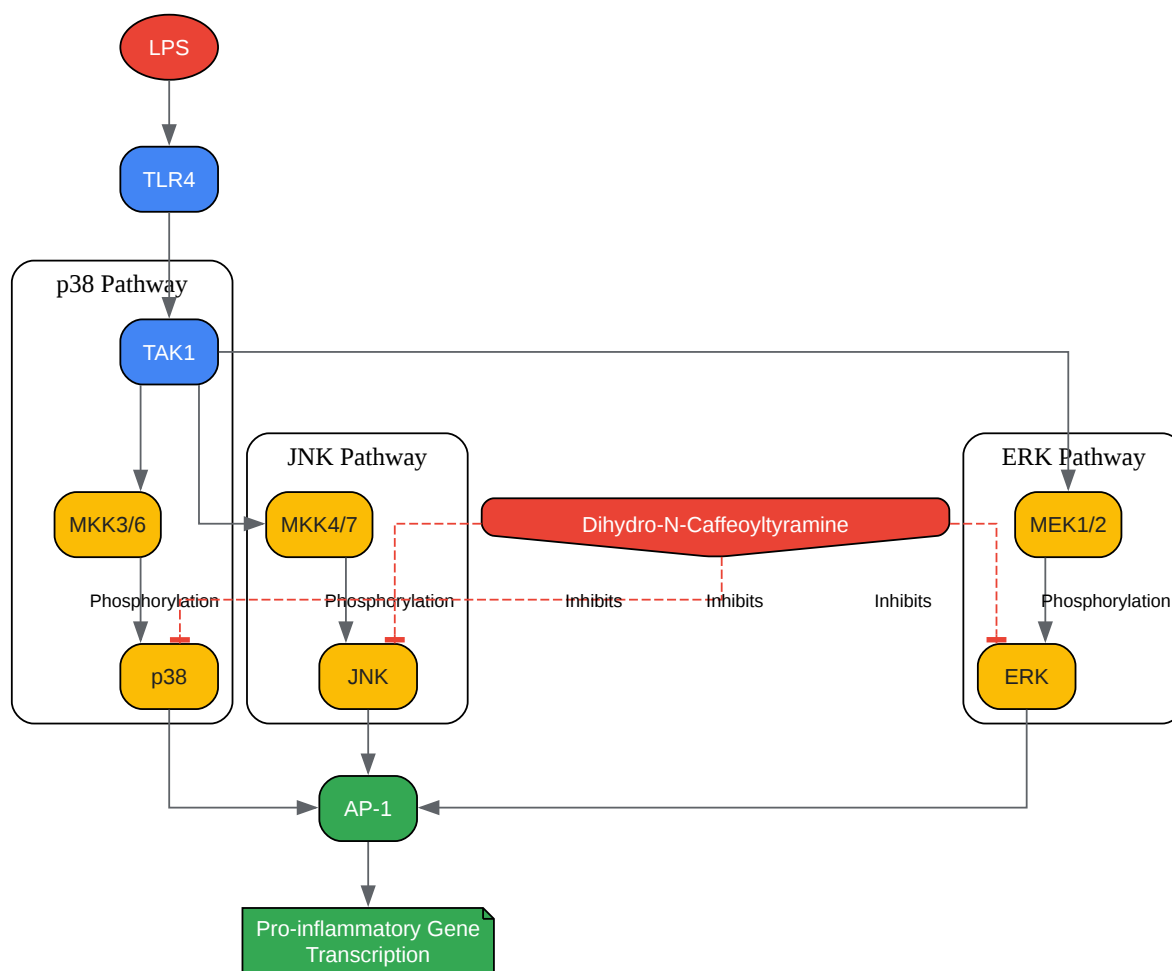 LPS
TLR4
p38 Pathway
TAK1
JNK Pathway
ERK Pathway
MKK3/6
MKK4/7
Dihydro-N-Caffeoyltyramine
MEK1/2
Phosphorylation
Phosphorylation
Inhibits
Inhibits
Inhibits
Phosphorylation
p38
JNK
ERK
AP-1
Pro-inflammatory Gene
Transcription